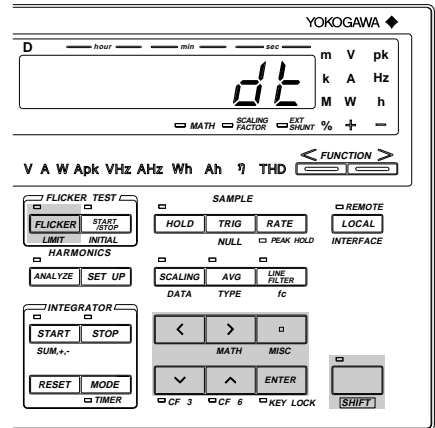 YOKOGAWA
D hour min sec m V pk
dt k A Hz
M W h
MATH SCALING FACTOR EXT SHUNT % + −
< FUNCTION >
V A W Apk VHz AHz Wh Ah η THD
FLICKER TEST SAMPLE REMOTE
FLICKER START /STOP HOLD TRIG RATE LOCAL
LIMIT INITIAL NULL PEAK HOLD INTERFACE
HARMONICS
ANALYZE SET UP SCALING AVG LINE FILTER
DATA TYPE fc
INTEGRATOR
START STOP < >
SUM,+,- MATH MISC
RESET MODE ENTER
TIMER CF 3 CF 6 KEY LOCK SHIFT